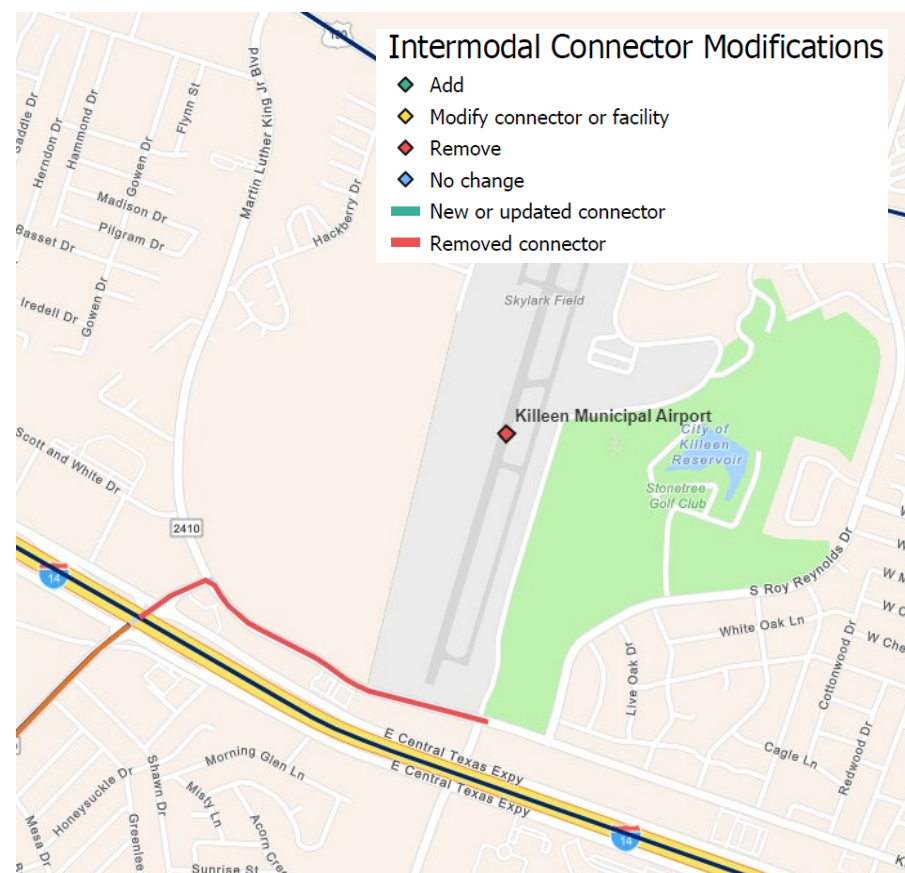 190
Intermodal Connector Modifications
Add
Modify connector or facility
Remove
No change
New or updated connector
Removed connector
Martin Luther King Jr Blvd
Flynn St
Hammond Dr
Herndon Dr
Gowen Dr
Madison Dr
Pilgram Dr
Basset Dr
Hackberry Dr
Iredell Dr
Gowen Dr
Skylark Field
Killeen Municipal Airport
City of
Killeen
Reservoir
Stonetree
Golf Club
Scott and White Dr
2410
14
S Roy Reynolds Dr
White Oak Ln
Live Oak Dr
Cottonwood Dr
Redwood Dr
Cagle Ln
E Central Texas Expy
E Central Texas Expy
14
Morning Glen Ln
Honeysuckle Dr
Shawn Dr
Misty Ln
Mesa Dr
Sunrise St